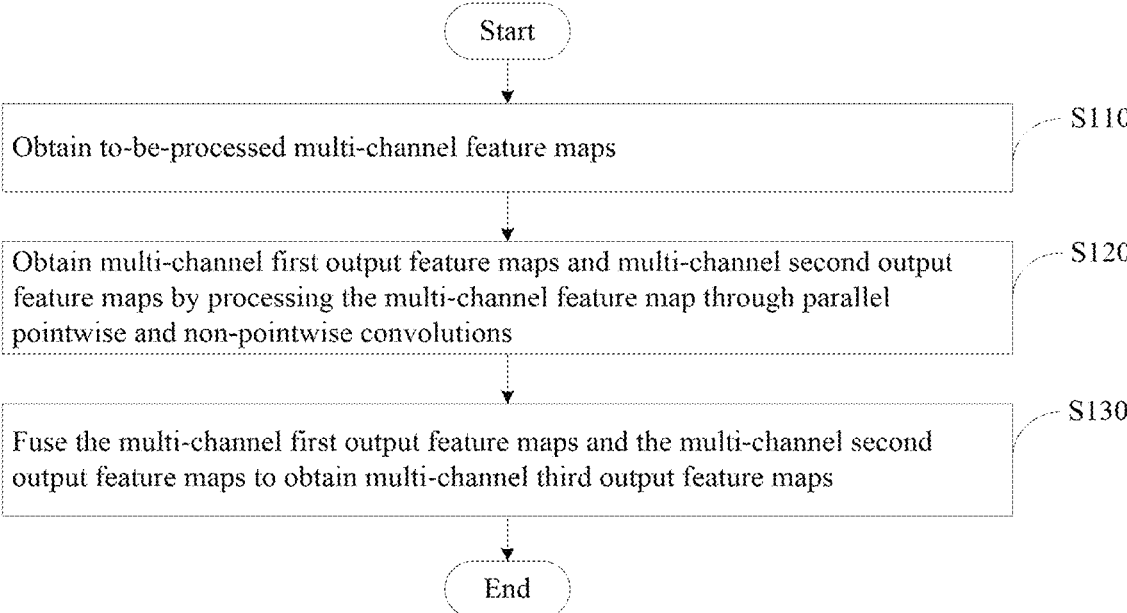 Start
S110
Obtain to-be-processed multi-channel feature maps
S120
Obtain multi-channel first output feature maps and multi-channel second output
feature maps by processing the multi-channel feature map through parallel
pointwise and non-pointwise convolutions
S130
Fuse the multi-channel first output feature maps and the multi-channel second
output feature maps to obtain multi-channel third output feature maps
End